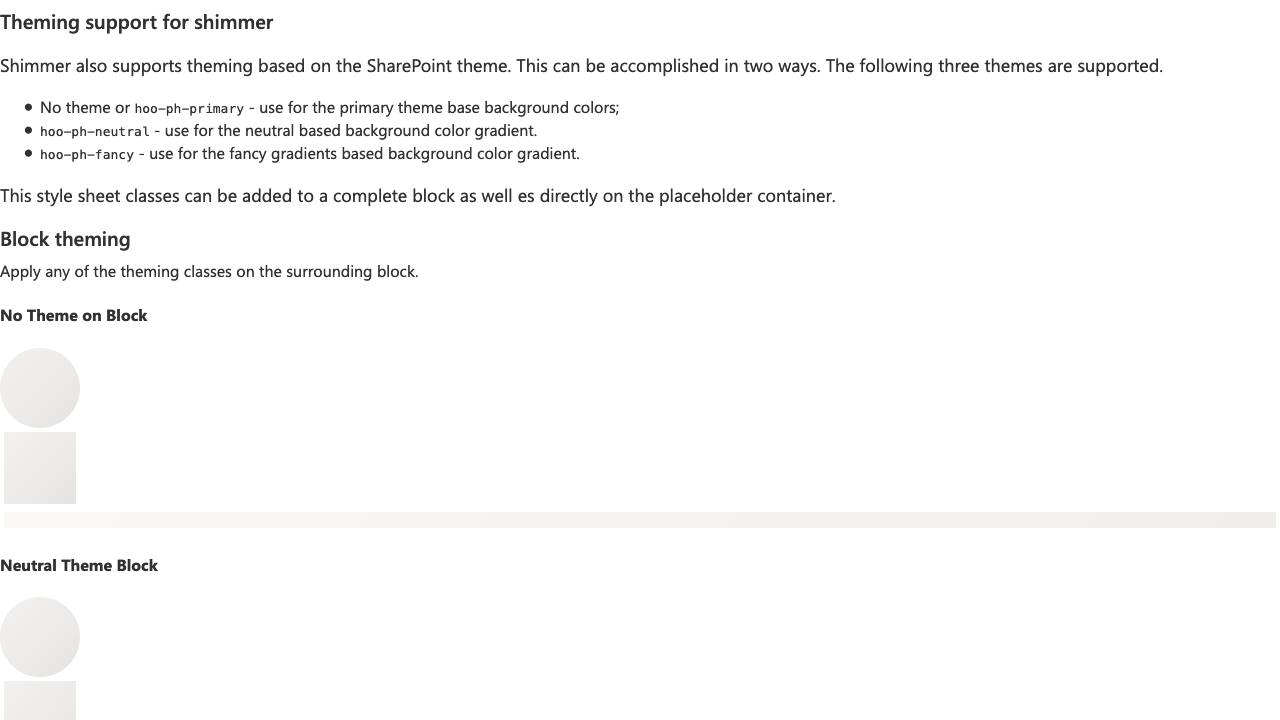 Theming support for shimmer
Shimmer also supports theming based on the SharePoint theme. This can be accomplished in two ways. The following three themes are supported.
No theme or hoo-ph-primary - use for the primary theme base background colors;
hoo-ph-neutral - use for the neutral based background color gradient.
hoo-ph-fancy - use for the fancy gradients based background color gradient.
This style sheet classes can be added to a complete block as well es directly on the placeholder container.
Block theming
Apply any of the theming classes on the surrounding block.
No Theme on Block
Neutral Theme Block